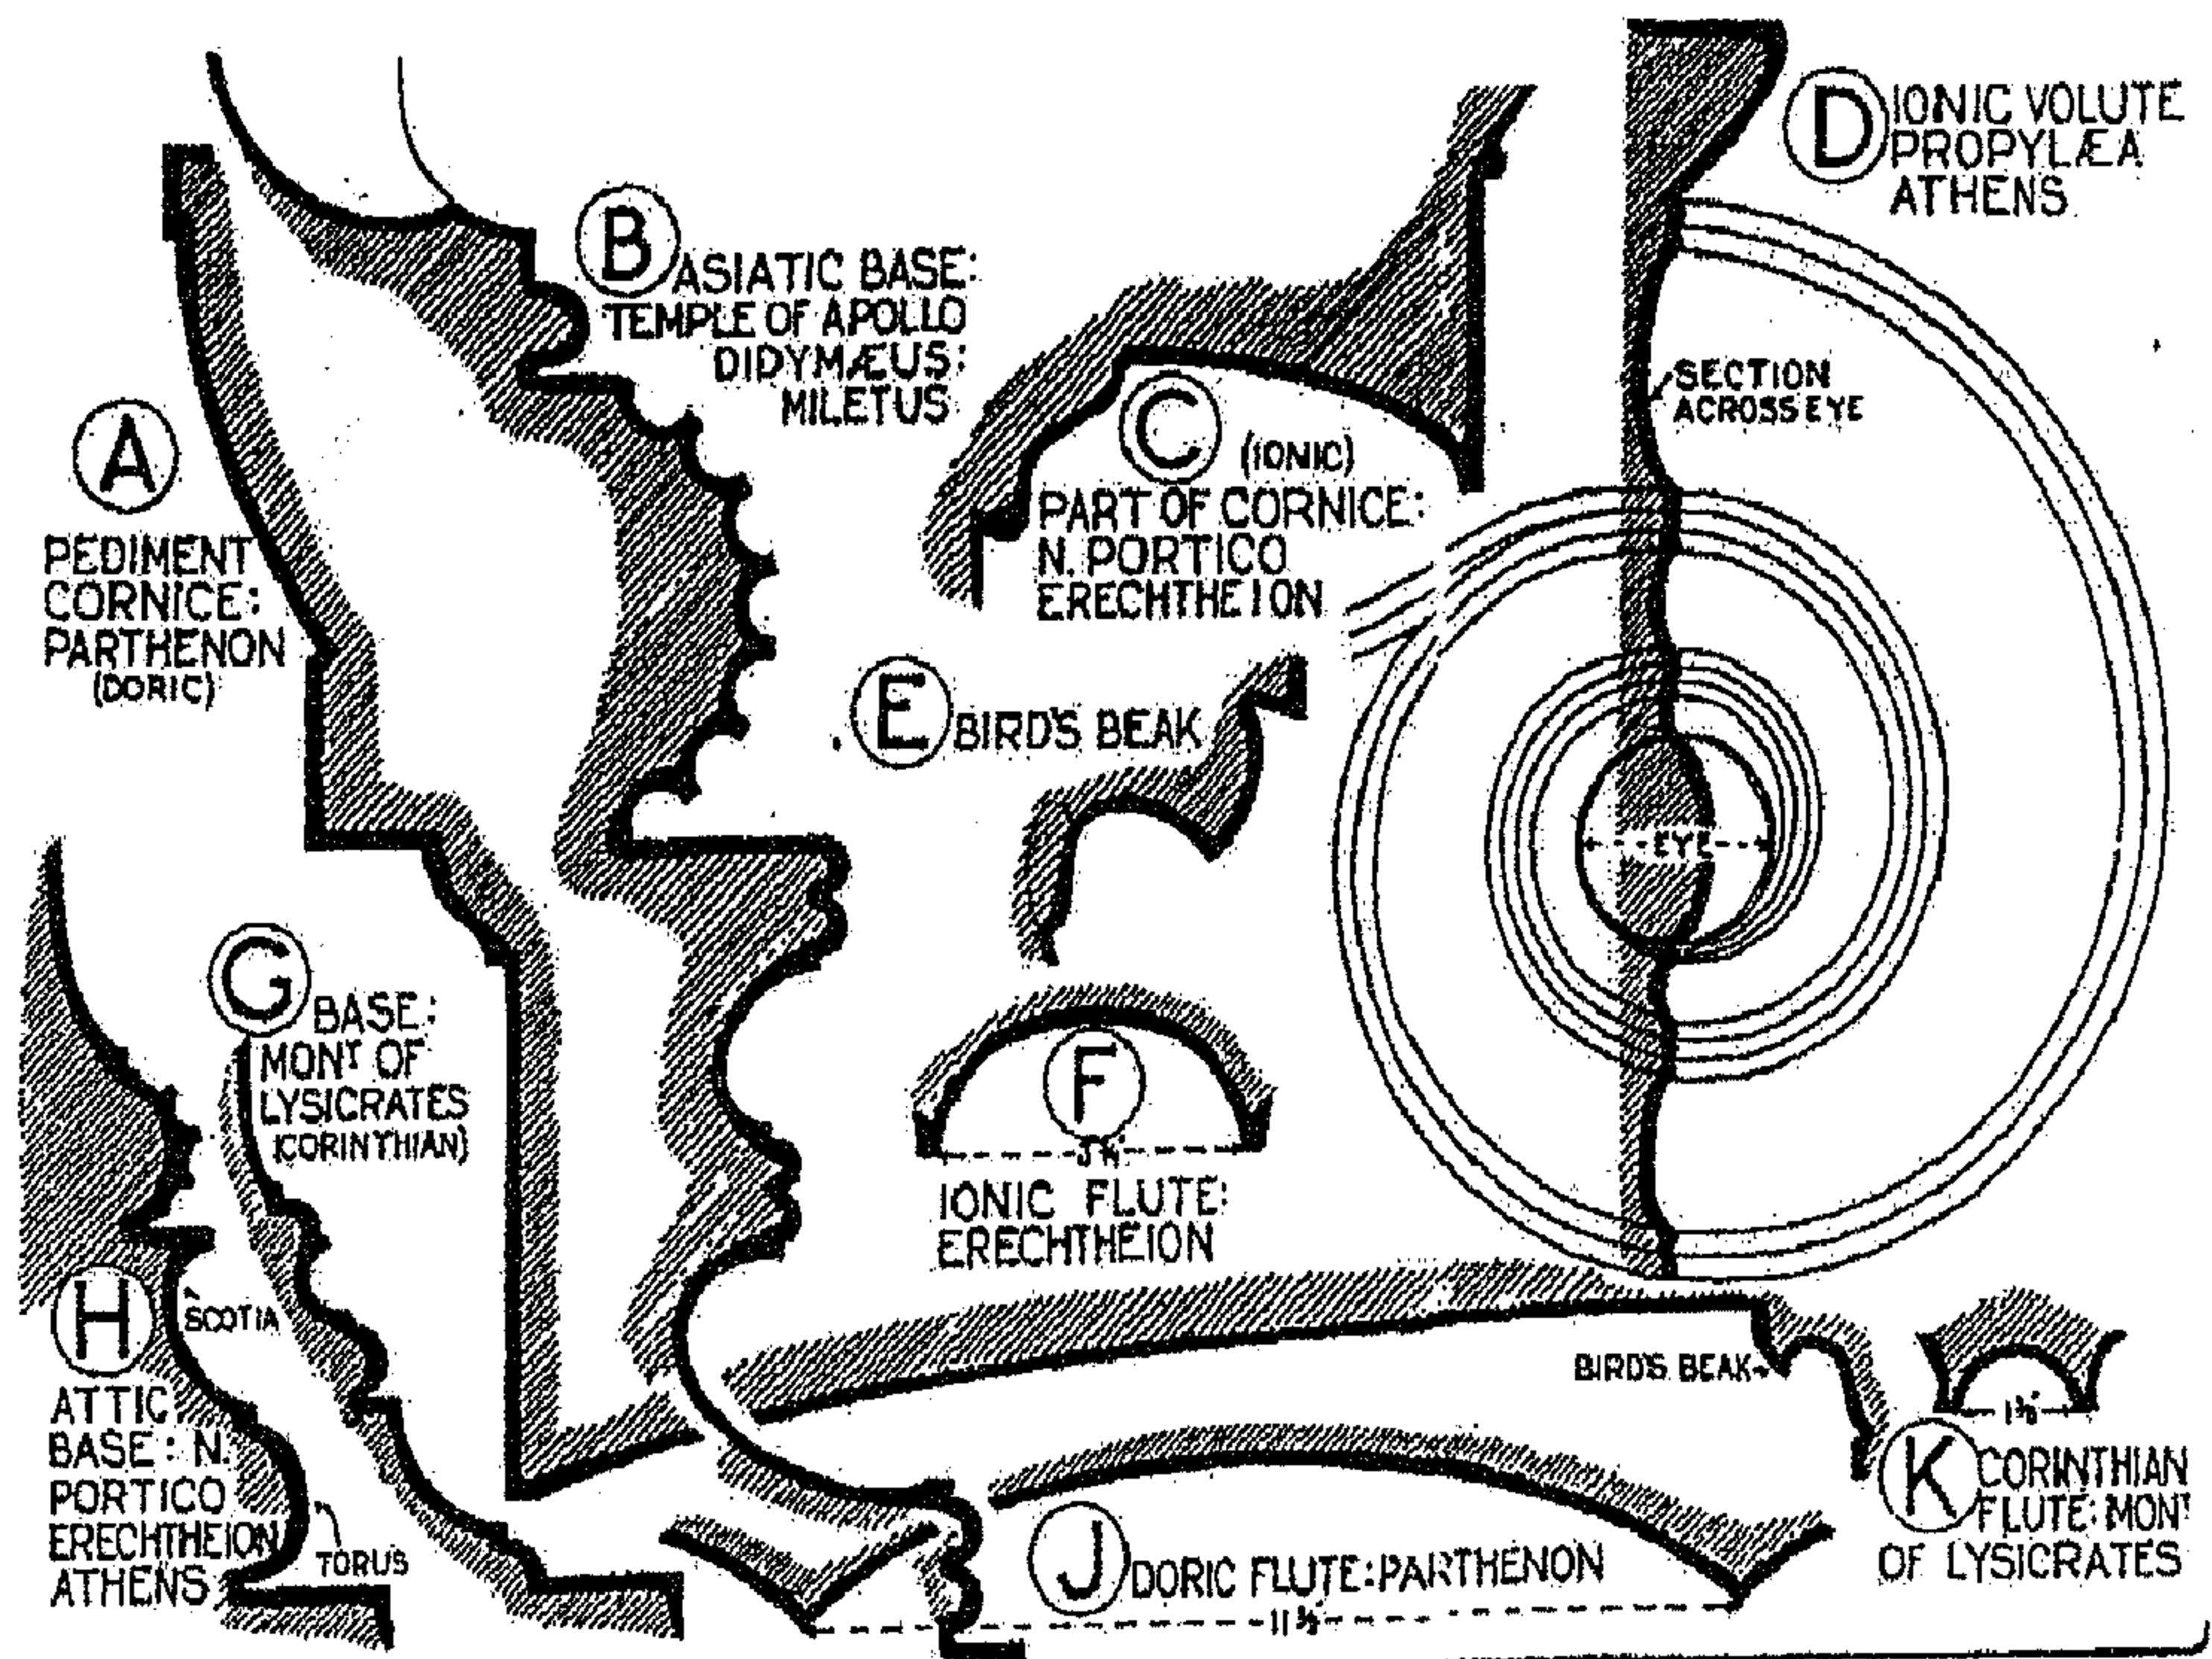 A
PEDIMENT
CORNICE:
PARTHENON
(DORIC)
B
ASIATIC BASE:
TEMPLE OF APOLLO
DIDYMÆUS:
MILETUS
C
(IONIC)
PART OF CORNICE:
N. PORTICO
ERECHTHEION
D
IONIC VOLUTE
PROPYLÆA
ATHENS
SECTION
ACROSS EYE
EYE
E
BIRD'S BEAK
F
IONIC FLUTE:
ERECHTHEION
G
BASE:
MONT OF
LYSICRATES
(CORINTHIAN)
H
SCOTIA
ATTIC
BASE: N.
PORTICO
ERECHTHEION
ATHENS
TORUS
BIRD'S BEAK
J
DORIC FLUTE: PARTHENON
K
CORINTHIAN
FLUTE: MONT
OF LYSICRATES